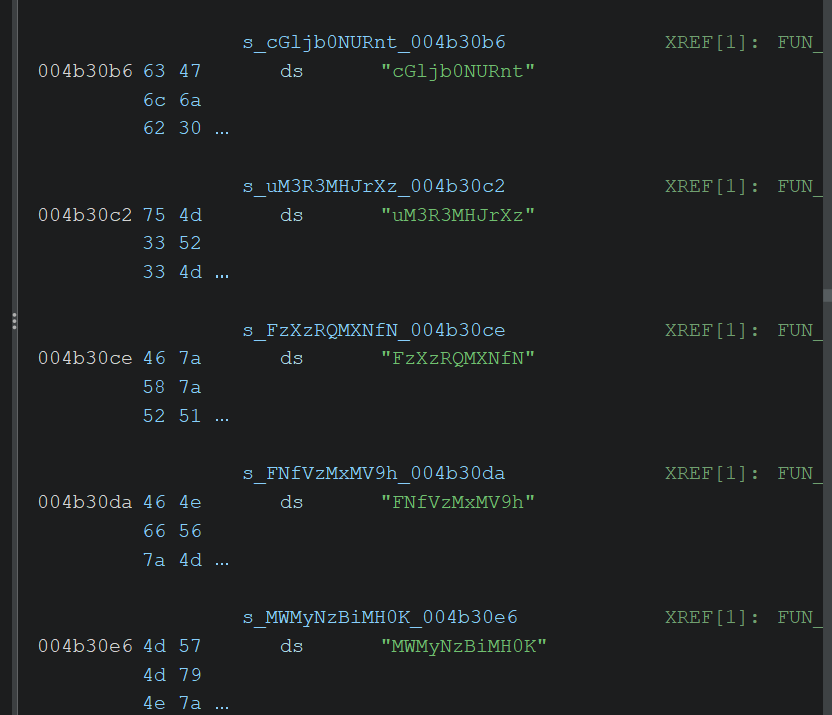 s_cGljb0NURnt_004b30b6 XREF[1]: FUN_
004b30b6 63 47 ds "cGljb0NURnt"
6c 6a
62 30 ...
s_uM3R3MHJrXz_004b30c2 XREF[1]: FUN_
004b30c2 75 4d ds "uM3R3MHJrXz"
33 52
33 4d ...
s_FzXzRQMXNfN_004b30ce XREF[1]: FUN_
004b30ce 46 7a ds "FzXzRQMXNfN"
58 7a
52 51 ...
s_FNfVzMxMV9h_004b30da XREF[1]: FUN_
004b30da 46 4e ds "FNfVzMxMV9h"
66 56
7a 4d ...
s_MWMyNzBiMH0K_004b30e6 XREF[1]: FUN_
004b30e6 4d 57 ds "MWMyNzBiMH0K"
4d 79
4e 7a ...